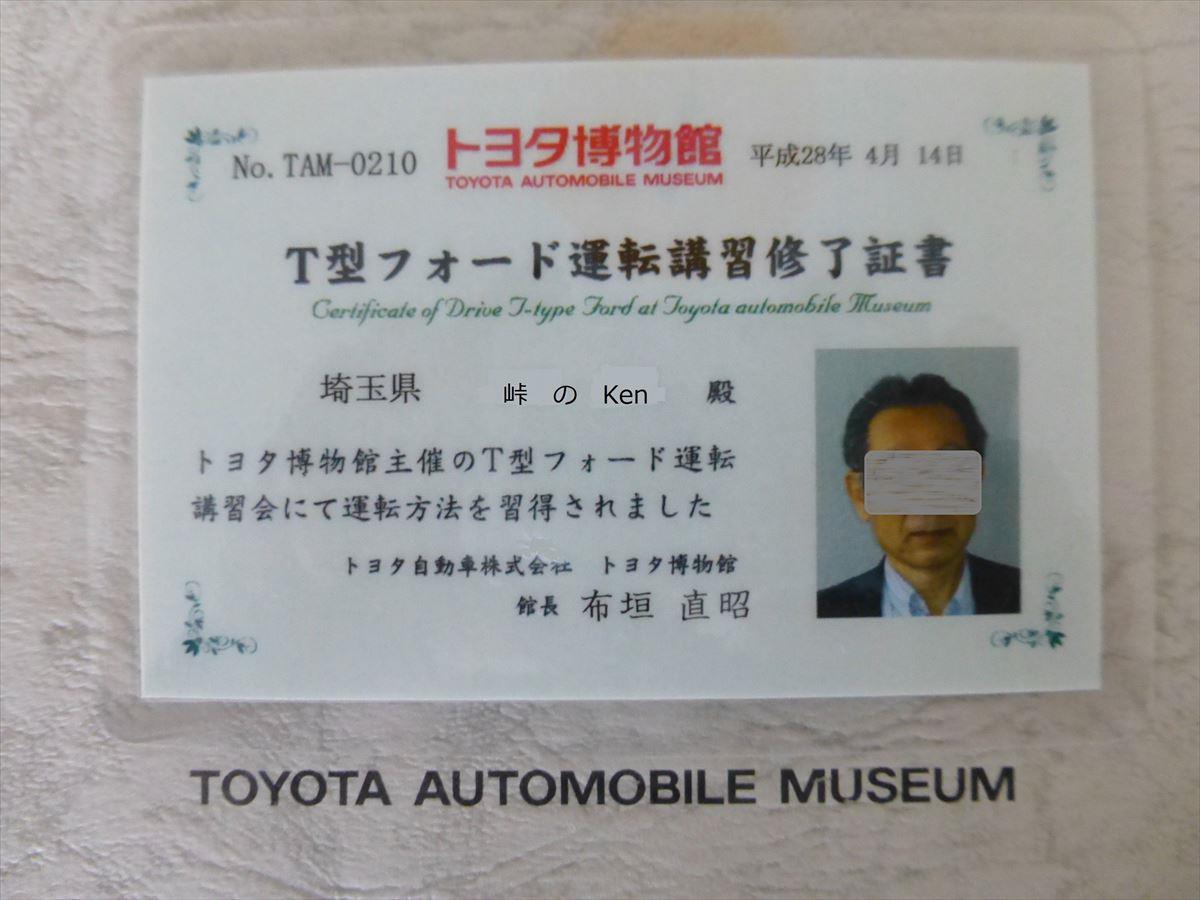 No. TAM-0210
トヨタ博物館
TOYOTA AUTOMOBILE MUSEUM
平成28年 4月 14日
T型フォード運転講習修了証書
Certificate of Drive T-type Ford at Toyota automobile Museum
埼玉県 峠 の Ken 殿
トヨタ博物館主催のT型フォード運転
講習会にて運転方法を習得されました
トヨタ自動車株式会社 トヨタ博物館
館長 布垣 直昭
TOYOTA AUTOMOBILE MUSEUM